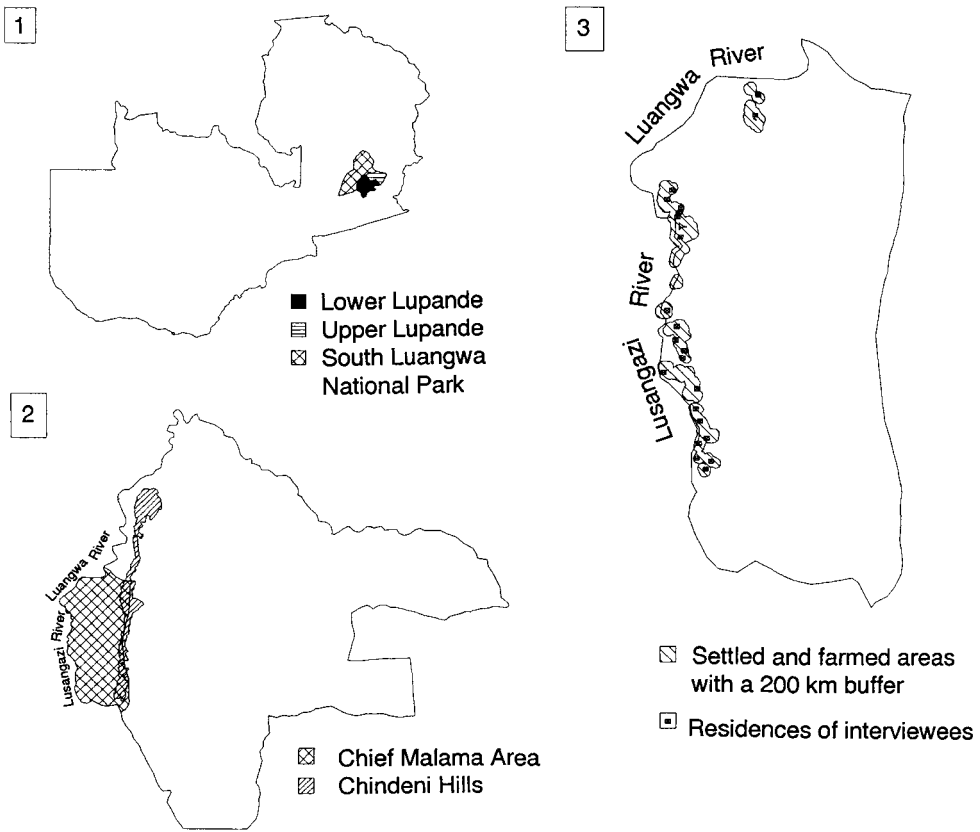 1
Lower Lupande
Upper Lupande
South Luangwa
National Park
2
Luangwa River
Lusangazi River
Chief Malama Area
Chindeni Hills
3
Luangwa River
Lusangazi River
Settled and farmed areas
with a 200 km buffer
Residences of interviewees